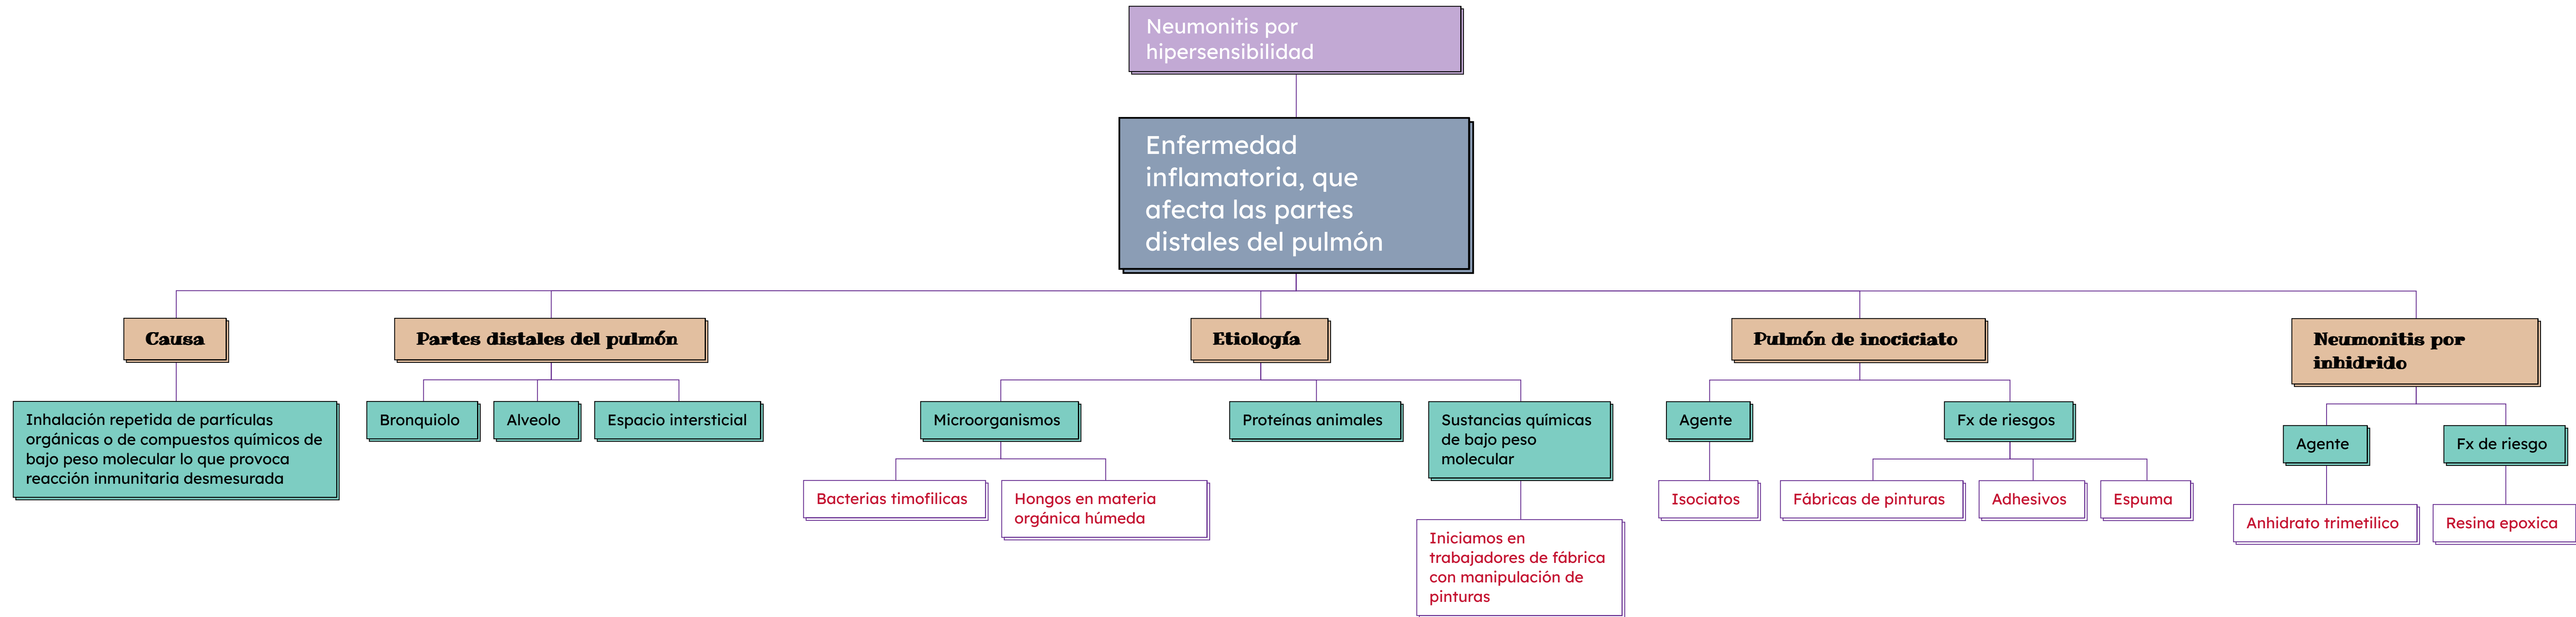 Neumonitis por
hipersensibilidad
Enfermedad
inflamatoria, que
afecta las partes
distales del pulmón
Causa
Partes distales del pulmón
Etiología
Pulmón de inociciato
Neumonitis por
inhidrido
Inhalación repetida de partículas
orgánicas o de compuestos químicos de
bajo peso molecular lo que provoca
reacción inmunitaria desmesurada
Bronquiolo
Alveolo
Espacio intersticial
Microorganismos
Proteínas animales
Sustancias químicas
de bajo peso
molecular
Agente
Fx de riesgos
Agente
Fx de riesgo
Bacterias timofilicas
Hongos en materia
orgánica húmeda
Iniciamos en
trabajadores de fábrica
con manipulación de
pinturas
Isociatos
Fábricas de pinturas
Adhesivos
Espuma
Anhidrato trimetilico
Resina epoxica